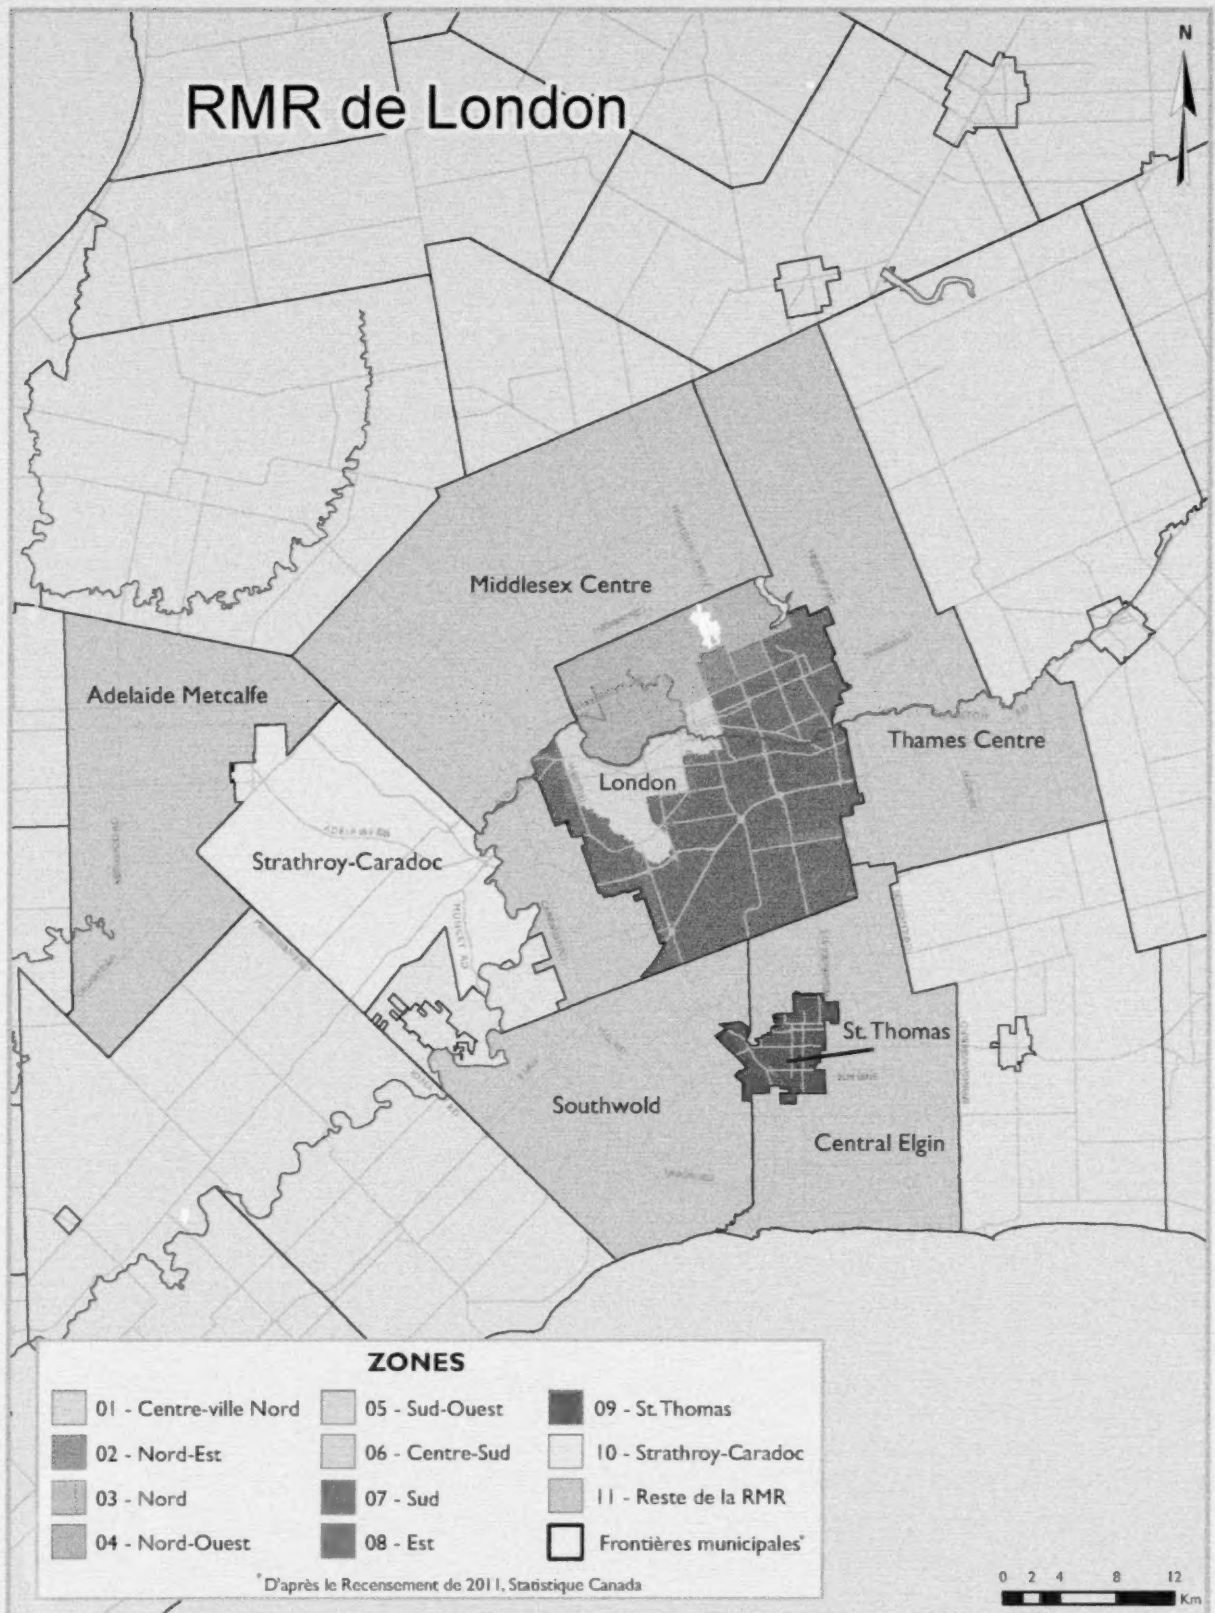 RMR de London
N
Middlesex Centre
Adelaide Metcalfe
Thames Centre
London
Strathroy-Caradoc
MUNCEY RD
St. Thomas
Southwold
Central Elgin
ZONES
01 - Centre-ville Nord
02 - Nord-Est
03 - Nord
04 - Nord-Ouest
05 - Sud-Ouest
06 - Centre-Sud
07 - Sud
08 - Est
09 - St. Thomas
10 - Strathroy-Caradoc
11 - Reste de la RMR
Frontières municipales*
*D'après le Recensement de 2011, Statistique Canada
0 2 4 8 12
Km